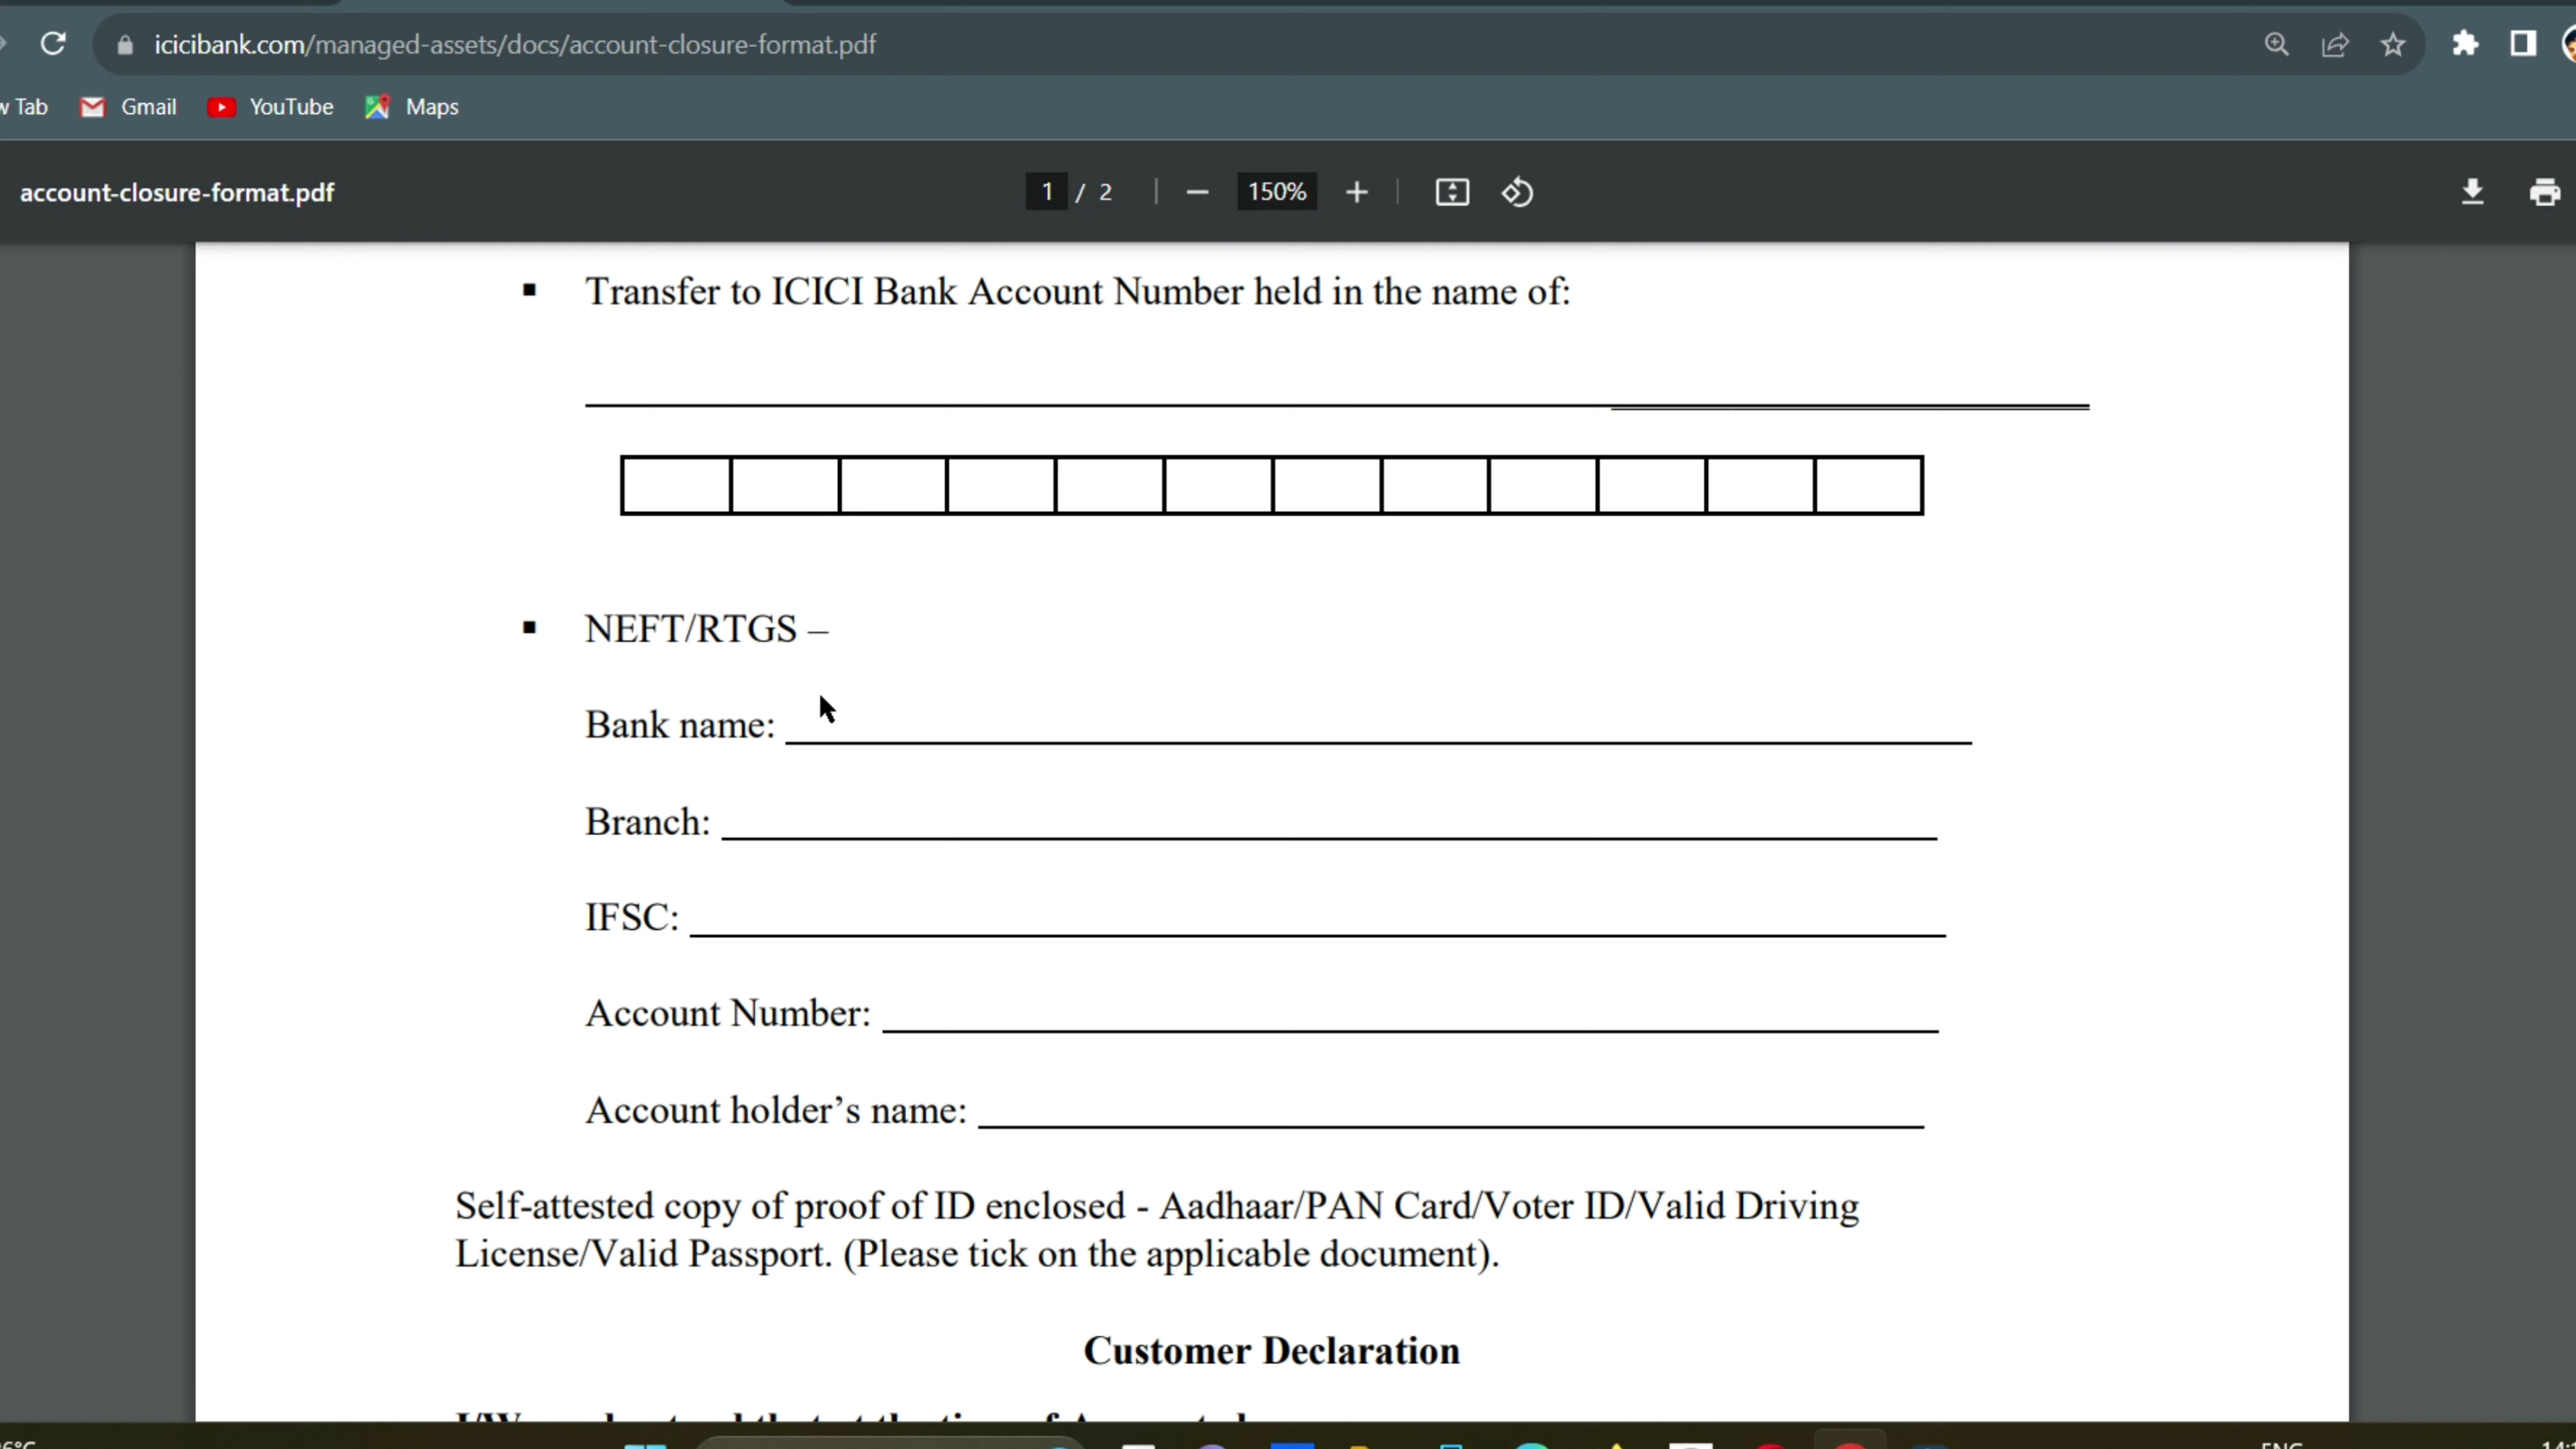 icicibank.com/managed-assets/docs/account-closure-format.pdf
Tab Gmail YouTube Maps
account-closure-format.pdf 1 / 2 150%
▪ Transfer to ICICI Bank Account Number held in the name of:
▪ NEFT/RTGS –
Bank name:
Branch:
IFSC:
Account Number:
Account holder’s name:
Self-attested copy of proof of ID enclosed - Aadhaar/PAN Card/Voter ID/Valid Driving
License/Valid Passport. (Please tick on the applicable document).
Customer Declaration